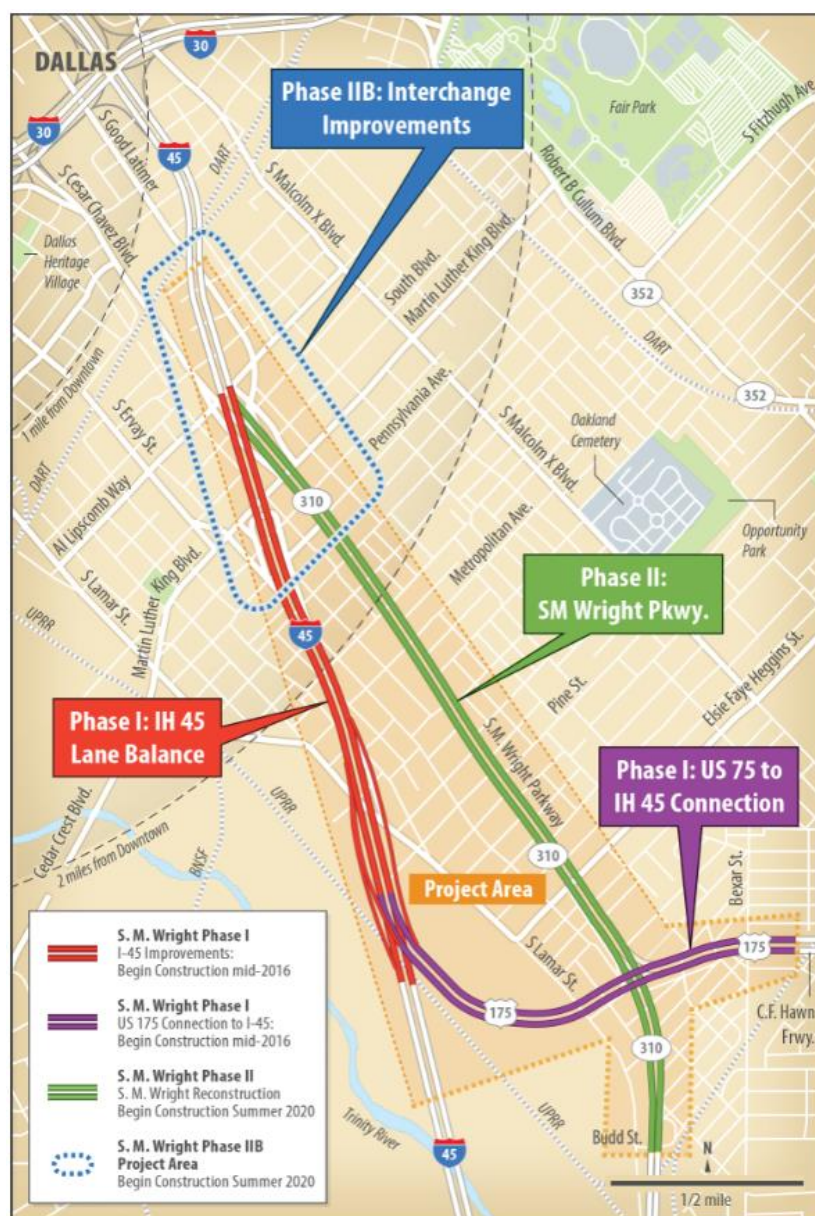 30
DALLAS
30
45
Phase IIB: Interchange
Improvements
Fair Park
S Fitzhugh Ave.
S Good Latimer
S Cesar Chavez Blvd.
DART
S Malcolm X Blvd.
Robert B Cullum Blvd.
Dallas
Heritage
Village
South Blvd.
Martin Luther King Blvd.
352
DART
352
1 mile from Downtown
S Ervay St.
Pennsylvania Ave.
S Malcolm X Blvd.
Oakland
Cemetery
DART
Al Lipscomb Way
310
Opportunity
Park
Metropolitan Ave.
S Lamar St.
Martin Luther King Blvd.
UPRR
Phase II:
SM Wright Pkwy.
45
Elsie Faye Heggins St.
Pine St.
Phase I: IH 45
Lane Balance
S.M. Wright Parkway
Phase I: US 75 to
IH 45 Connection
Cedar Crest Blvd.
UPRR
2 miles from Downtown
BNSF
310
Bexar St.
Project Area
S Lamar St.
175
175
C.F. Hawn
Frwy.
310
Trinity River
UPRR
Budd St.
45
N
1/2 mile
S. M. Wright Phase I
I-45 Improvements:
Begin Construction mid-2016
S. M. Wright Phase I
US 175 Connection to I-45:
Begin Construction mid-2016
S. M. Wright Phase II
S. M. Wright Reconstruction
Begin Construction Summer 2020
S. M. Wright Phase IIB
Project Area
Begin Construction Summer 2020